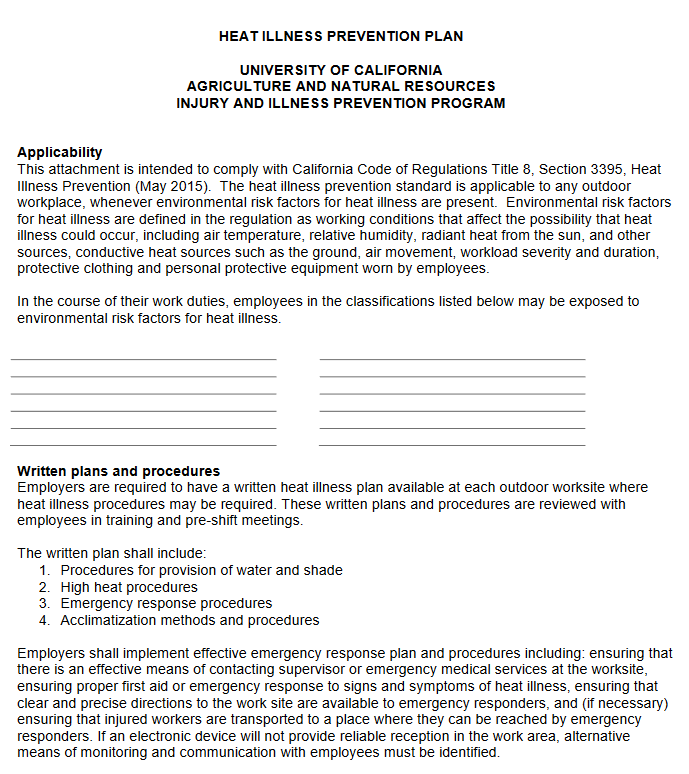 HEAT ILLNESS PREVENTION PLAN
UNIVERSITY OF CALIFORNIA
AGRICULTURE AND NATURAL RESOURCES
INJURY AND ILLNESS PREVENTION PROGRAM
Applicability
This attachment is intended to comply with California Code of Regulations Title 8, Section 3395, Heat
Illness Prevention (May 2015).  The heat illness prevention standard is applicable to any outdoor
workplace, whenever environmental risk factors for heat illness are present.  Environmental risk factors
for heat illness are defined in the regulation as working conditions that affect the possibility that heat
illness could occur, including air temperature, relative humidity, radiant heat from the sun, and other
sources, conductive heat sources such as the ground, air movement, workload severity and duration,
protective clothing and personal protective equipment worn by employees.
In the course of their work duties, employees in the classifications listed below may be exposed to
environmental risk factors for heat illness.
Written plans and procedures
Employers are required to have a written heat illness plan available at each outdoor worksite where
heat illness procedures may be required. These written plans and procedures are reviewed with
employees in training and pre-shift meetings.
The written plan shall include:
1. Procedures for provision of water and shade
2. High heat procedures
3. Emergency response procedures
4. Acclimatization methods and procedures
Employers shall implement effective emergency response plan and procedures including: ensuring that
there is an effective means of contacting supervisor or emergency medical services at the worksite,
ensuring proper first aid or emergency response to signs and symptoms of heat illness, ensuring that
clear and precise directions to the work site are available to emergency responders, and (if necessary)
ensuring that injured workers are transported to a place where they can be reached by emergency
responders. If an electronic device will not provide reliable reception in the work area, alternative
means of monitoring and communication with employees must be identified.